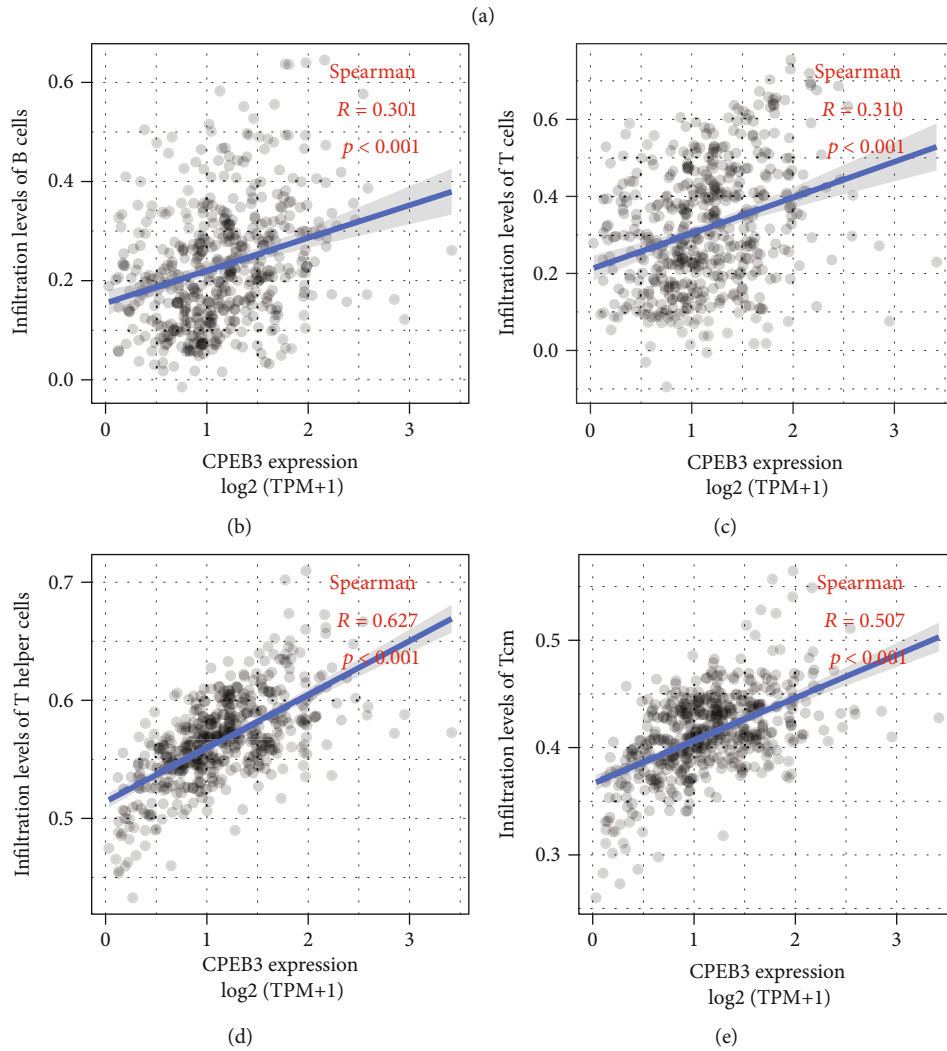 (a)
Infiltration levels of B cells
0.6
0.4
0.2
0.0
Spearman
R = 0.301
p < 0.001
0
1
2
3
CPEB3 expression
log2 (TPM+1)
(b)
Infiltration levels of T cells
0.6
0.4
0.2
0.0
Spearman
R = 0.310
p < 0.001
0
1
2
3
CPEB3 expression
log2 (TPM+1)
(c)
Infiltration levels of T helper cells
0.7
0.6
0.5
Spearman
R = 0.627
p < 0.001
0
1
2
3
CPEB3 expression
log2 (TPM+1)
(d)
Infiltration levels of Tcm
0.5
0.4
0.3
Spearman
R = 0.507
p < 0.001
0
1
2
3
CPEB3 expression
log2 (TPM+1)
(e)